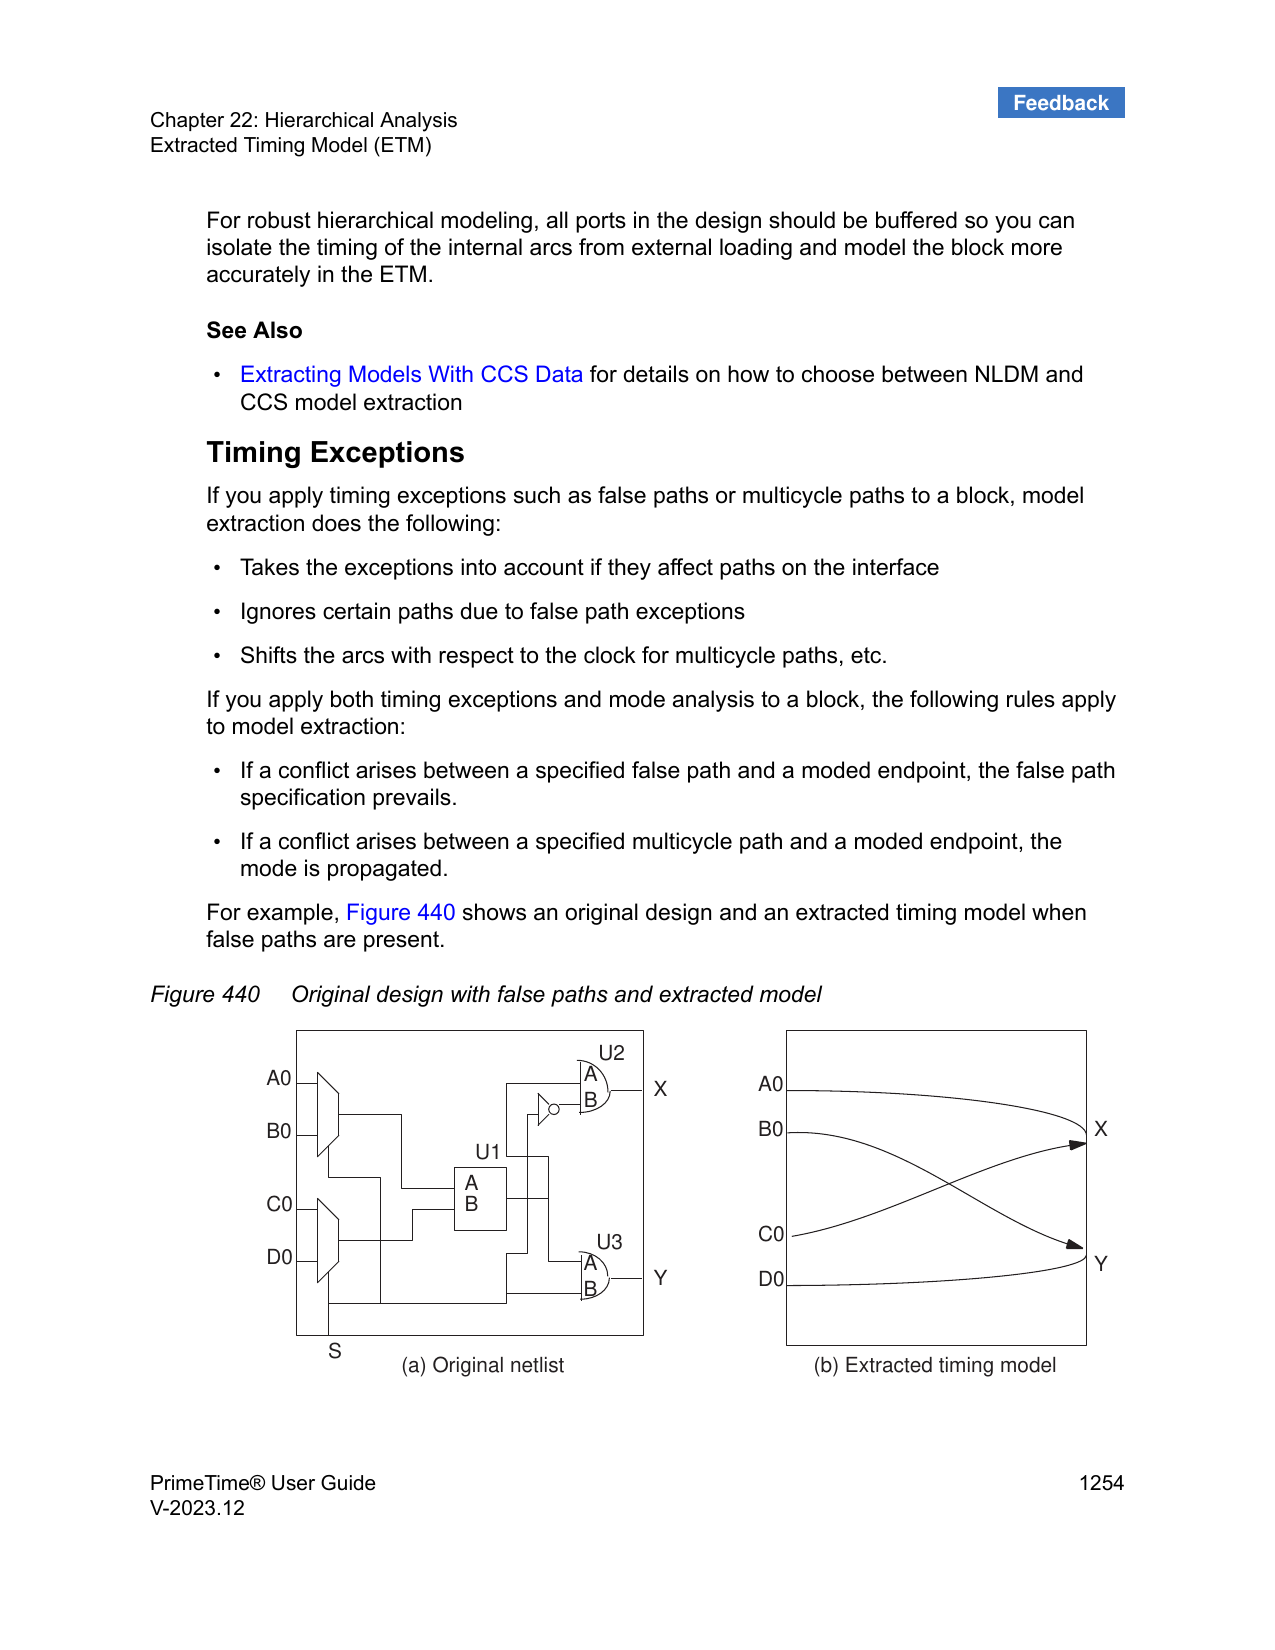 Feedback
Chapter 22: Hierarchical Analysis
Extracted Timing Model (ETM)
For robust hierarchical modeling, all ports in the design should be buffered so you can
isolate the timing of the internal arcs from external loading and model the block more
accurately in the ETM.
See Also
• Extracting Models With CCS Data for details on how to choose between NLDM and
CCS model extraction
Timing Exceptions
If you apply timing exceptions such as false paths or multicycle paths to a block, model
extraction does the following:
• Takes the exceptions into account if they affect paths on the interface
• Ignores certain paths due to false path exceptions
• Shifts the arcs with respect to the clock for multicycle paths, etc.
If you apply both timing exceptions and mode analysis to a block, the following rules apply
to model extraction:
• If a conflict arises between a specified false path and a moded endpoint, the false path
specification prevails.
• If a conflict arises between a specified multicycle path and a moded endpoint, the
mode is propagated.
For example, Figure 440 shows an original design and an extracted timing model when
false paths are present.
Figure 440 Original design with false paths and extracted model
U2
A0
A
B
X
B0
U1
A
B
C0
U3
D0
A
B
Y
S
(a) Original netlist
A0
B0
X
C0
Y
D0
(b) Extracted timing model
PrimeTime® User Guide 1254
V-2023.12